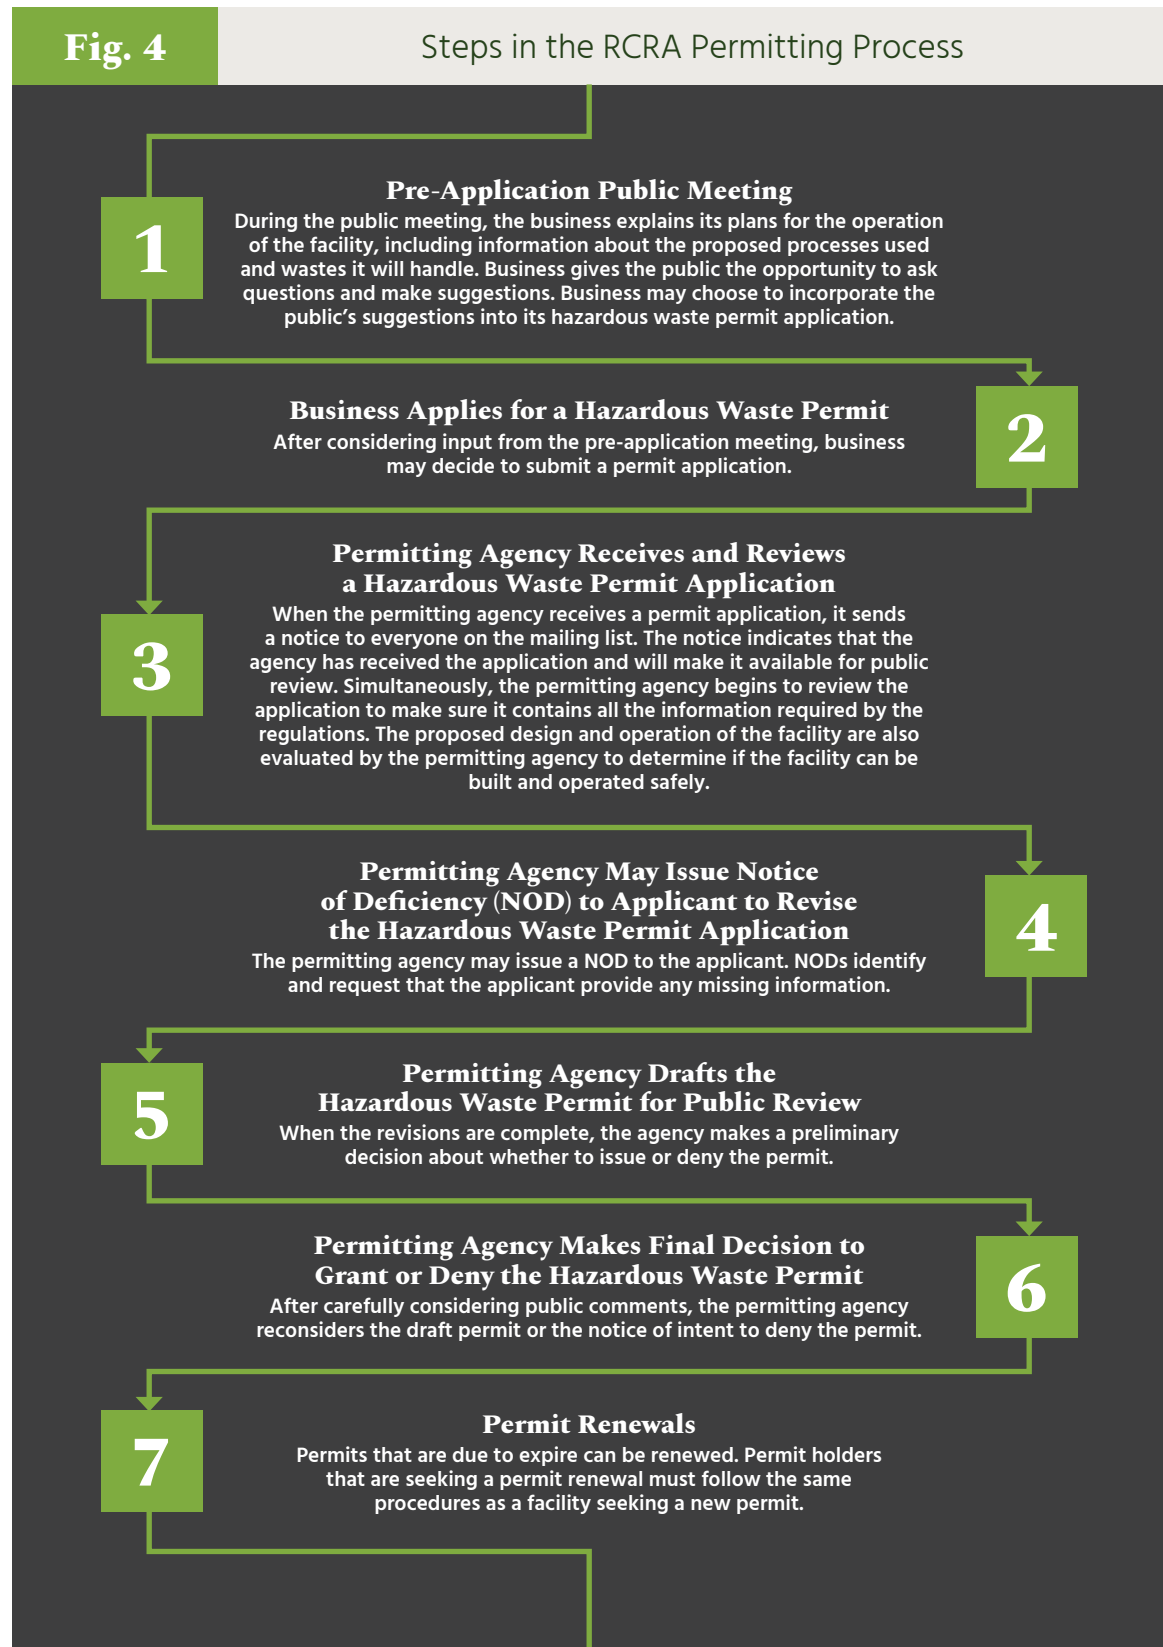 Fig. 4
Steps in the RCRA Permitting Process
1
Pre-Application Public Meeting
During the public meeting, the business explains its plans for the operation
of the facility, including information about the proposed processes used
and wastes it will handle. Business gives the public the opportunity to ask
questions and make suggestions. Business may choose to incorporate the
public’s suggestions into its hazardous waste permit application.
2
Business Applies for a Hazardous Waste Permit
After considering input from the pre-application meeting, business
may decide to submit a permit application.
3
Permitting Agency Receives and Reviews
a Hazardous Waste Permit Application
When the permitting agency receives a permit application, it sends
a notice to everyone on the mailing list. The notice indicates that the
agency has received the application and will make it available for public
review. Simultaneously, the permitting agency begins to review the
application to make sure it contains all the information required by the
regulations. The proposed design and operation of the facility are also
evaluated by the permitting agency to determine if the facility can be
built and operated safely.
4
Permitting Agency May Issue Notice
of Deficiency (NOD) to Applicant to Revise
the Hazardous Waste Permit Application
The permitting agency may issue a NOD to the applicant. NODs identify
and request that the applicant provide any missing information.
5
Permitting Agency Drafts the
Hazardous Waste Permit for Public Review
When the revisions are complete, the agency makes a preliminary
decision about whether to issue or deny the permit.
6
Permitting Agency Makes Final Decision to
Grant or Deny the Hazardous Waste Permit
After carefully considering public comments, the permitting agency
reconsiders the draft permit or the notice of intent to deny the permit.
7
Permit Renewals
Permits that are due to expire can be renewed. Permit holders
that are seeking a permit renewal must follow the same
procedures as a facility seeking a new permit.